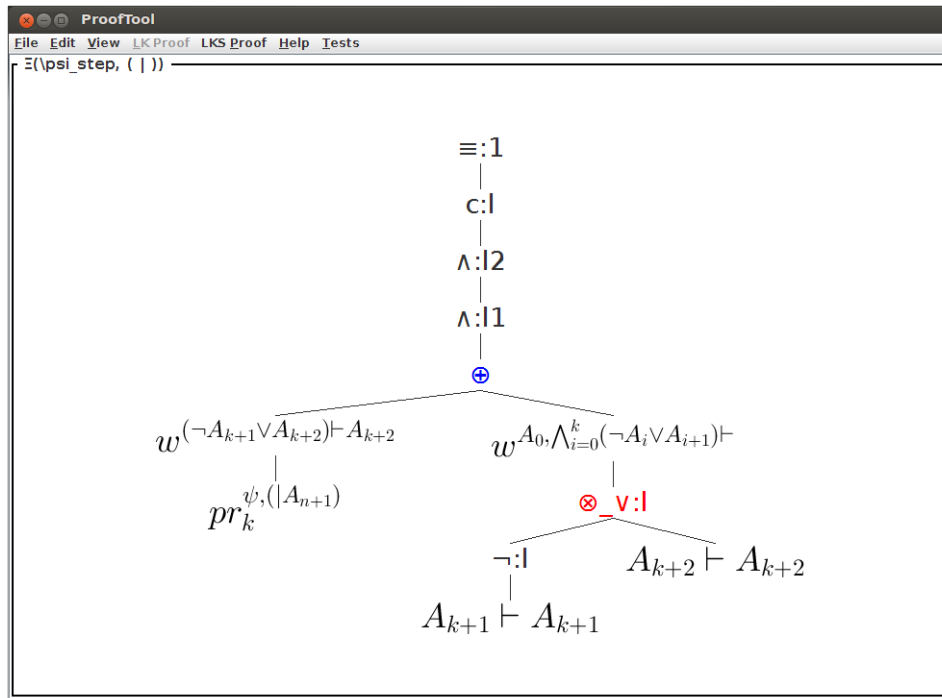 ProofTool
File Edit View LK Proof LKS Proof Help Tests
Ξ(\psi_step, ( | ))
≡:1
c:l
∧:l2
∧:l1
⊕
w^{(¬A_{k+1}∨A_{k+2})⊢A_{k+2}} w^{A_0,⋀_{i=0}^{k}(¬A_i∨A_{i+1})⊢}
pr_k^{ψ,(|A_{n+1})} ⊗_∨:l
¬:l A_{k+2} ⊢ A_{k+2}
A_{k+1} ⊢ A_{k+1}